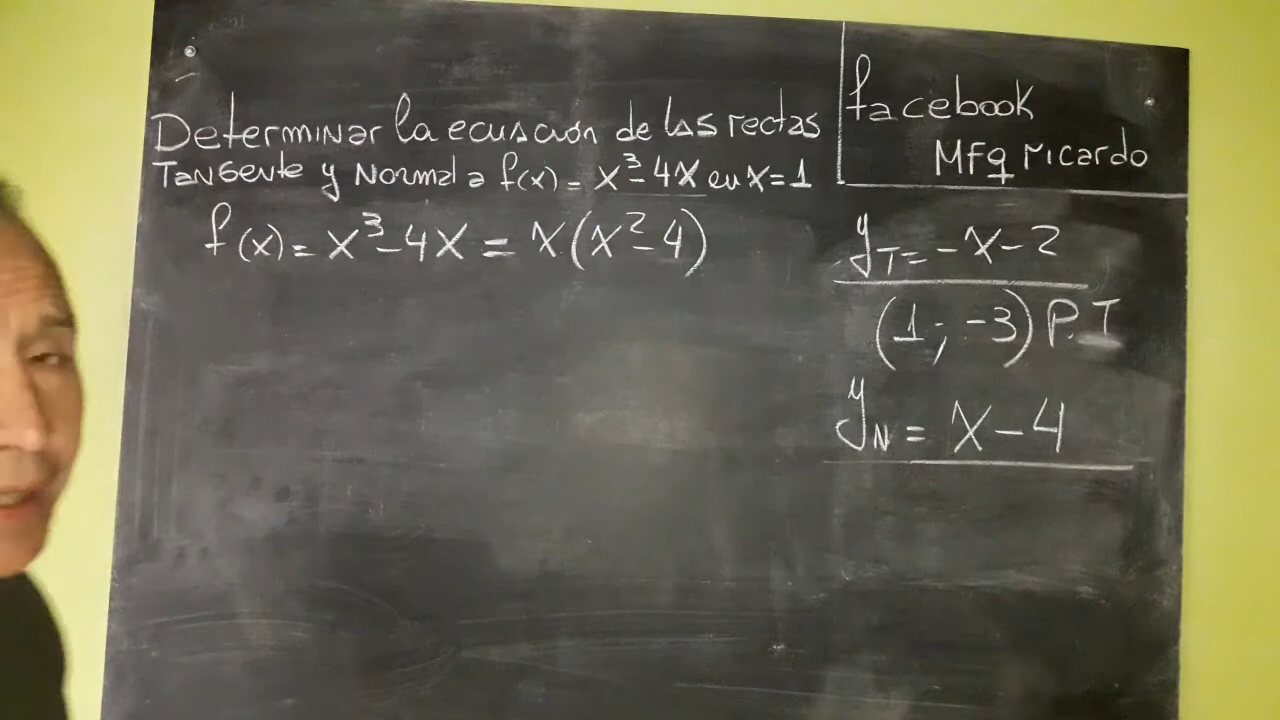 Determinar la ecuación de las rectas
Tangente y Normal a f(x) = x³-4x en x=1
f(x) = x³-4x = x(x²-4)
facebook
Mfq ricardo
y_T = -x-2
(1; -3) P.T
y_N = x-4